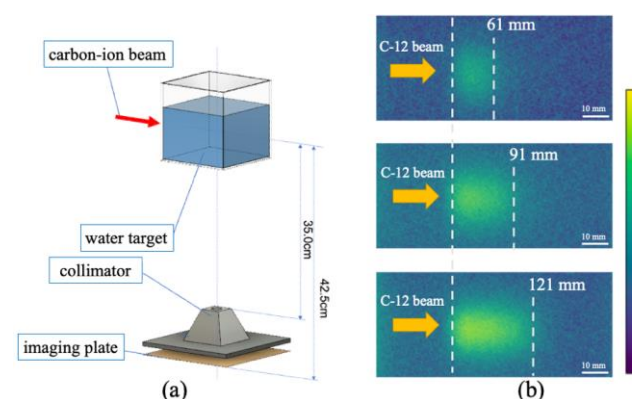 carbon-ion beam
water target
collimator
imaging plate
35.0cm
42.5cm
(a)
61 mm
C-12 beam
10 mm
91 mm
C-12 beam
10 mm
121 mm
C-12 beam
10 mm
(b)